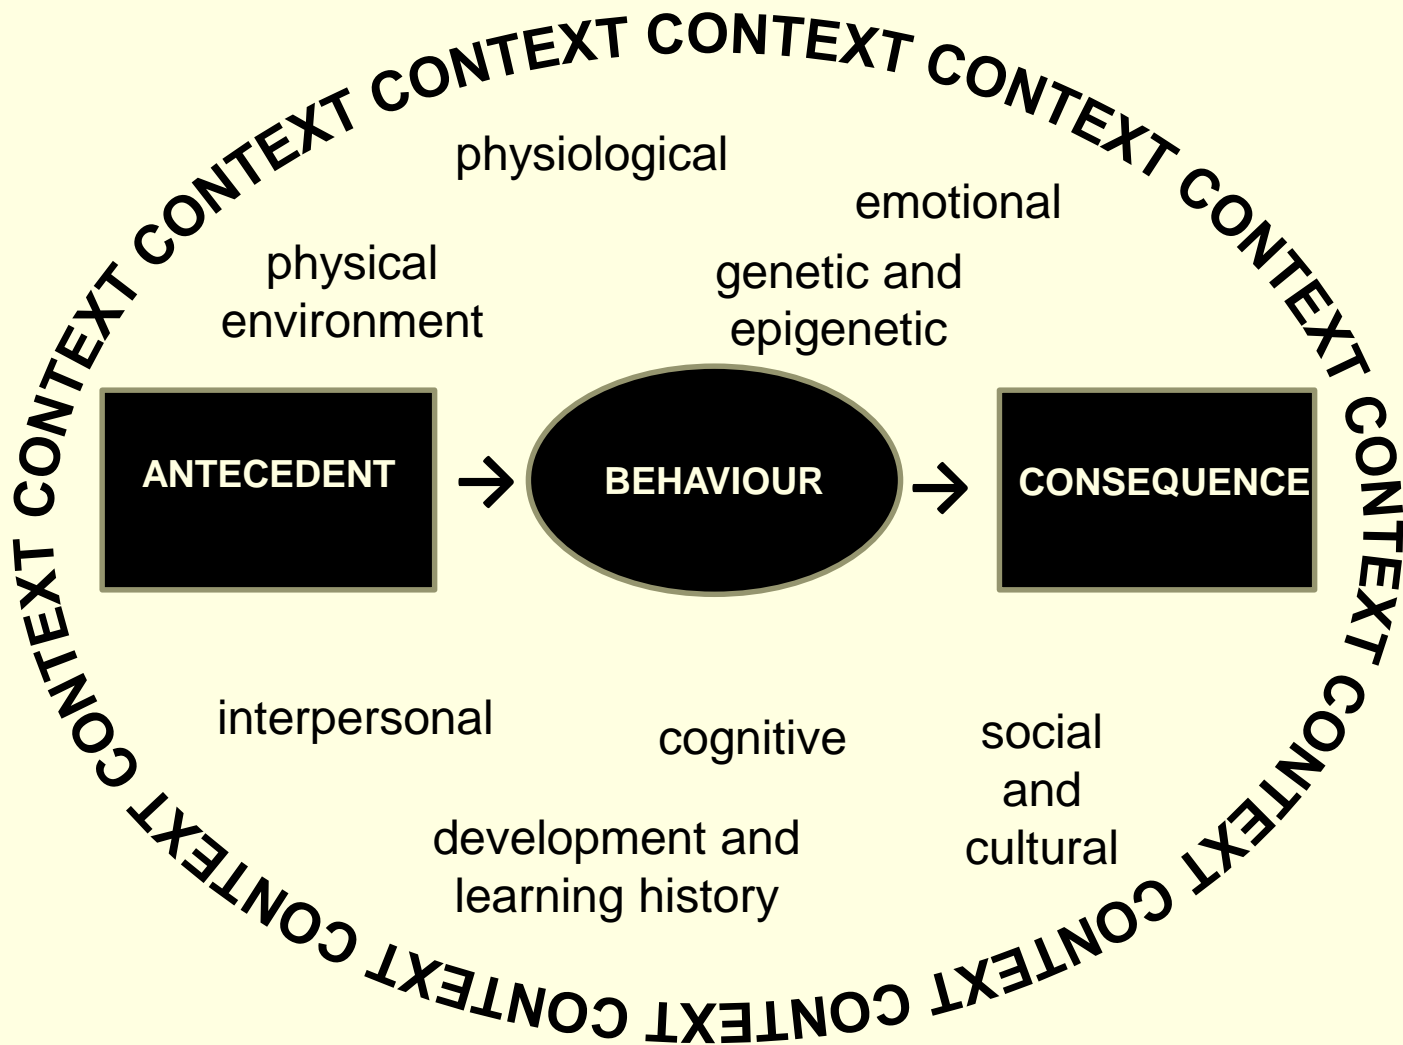 CONTEXT CONTEXT CONTEXT CONTEXT CONTEXT CONTEXT CONTEXT CONTEXT CONTEXT CONTEXT CONTEXT CONTEXT CONTEXT
physiological
emotional
physical
environment
genetic and
epigenetic
ANTECEDENT
BEHAVIOUR
CONSEQUENCE
interpersonal
cognitive
social
and
cultural
development and
learning history